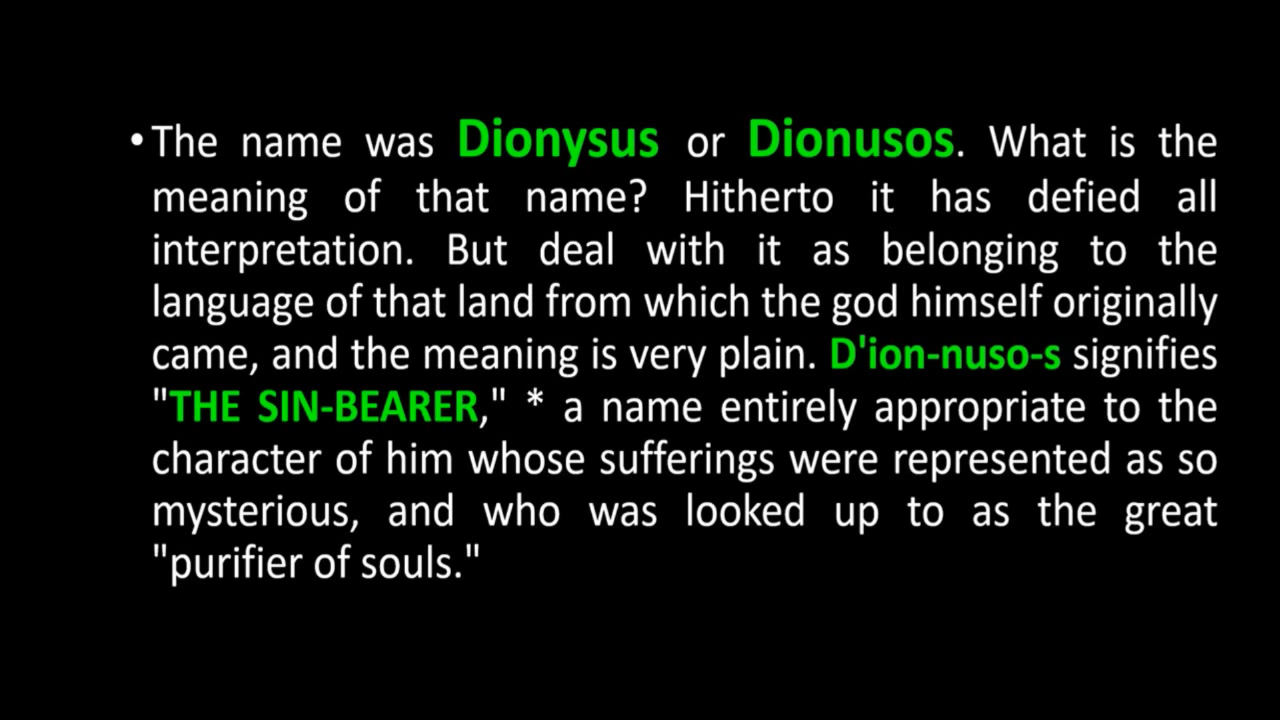 •The name was Dionysus or Dionusos. What is the
meaning of that name? Hitherto it has defied all
interpretation. But deal with it as belonging to the
language of that land from which the god himself originally
came, and the meaning is very plain. D'ion-nuso-s signifies
"THE SIN-BEARER," * a name entirely appropriate to the
character of him whose sufferings were represented as so
mysterious, and who was looked up to as the great
"purifier of souls."